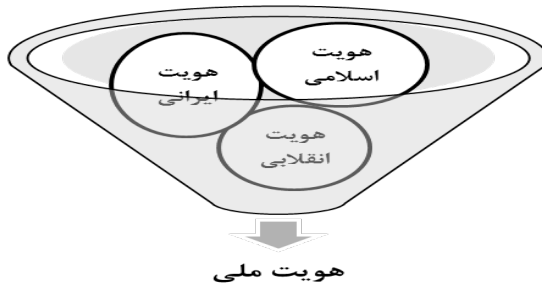 هویت
اسلامی
هویت
ایرانی
هویت
انقلابی
هویت ملی